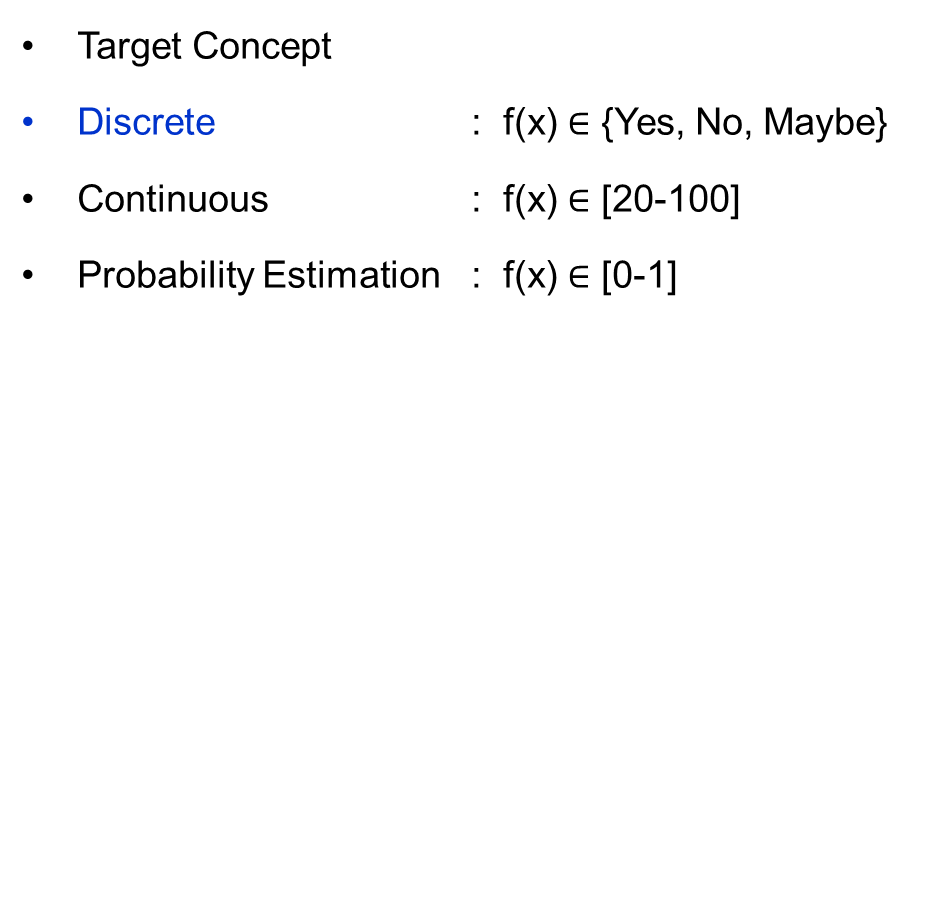 • Target Concept
• Discrete : f(x) ∈ {Yes, No, Maybe}
• Continuous : f(x) ∈ [20-100]
• Probability Estimation : f(x) ∈ [0-1]